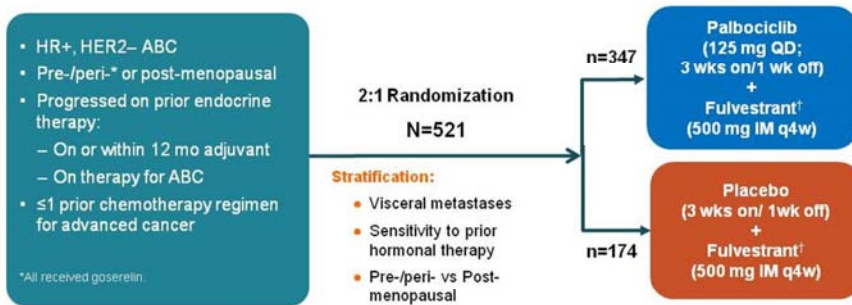 • HR+, HER2– ABC
• Pre-/peri-* or post-menopausal
• Progressed on prior endocrine
therapy:
– On or within 12 mo adjuvant
– On therapy for ABC
• ≤1 prior chemotherapy regimen
for advanced cancer
*All received goserelin.
2:1 Randomization
N=521
Stratification:
• Visceral metastases
• Sensitivity to prior
hormonal therapy
• Pre-/peri- vs Post-
menopausal
n=347
Palbociclib
(125 mg QD;
3 wks on/1 wk off)
+
Fulvestrant†
(500 mg IM q4w)
n=174
Placebo
(3 wks on/ 1wk off)
+
Fulvestrant†
(500 mg IM q4w)